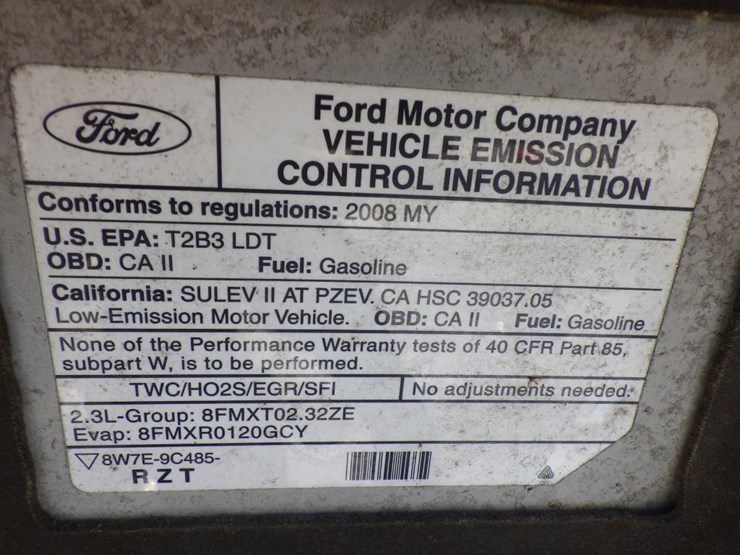 Ford
Ford Motor Company
VEHICLE EMISSION
CONTROL INFORMATION
Conforms to regulations: 2008 MY
U.S. EPA: T2B3 LDT
OBD: CA II Fuel: Gasoline
California: SULEV II AT PZEV. CA HSC 39037.05
Low-Emission Motor Vehicle. OBD: CA II Fuel: Gasoline
None of the Performance Warranty tests of 40 CFR Part 85,
subpart W, is to be performed.
TWC/HO2S/EGR/SFI No adjustments needed.
2.3L-Group: 8FMXT02.32ZE
Evap: 8FMXR0120GCY
8W7E-9C485-
RZT